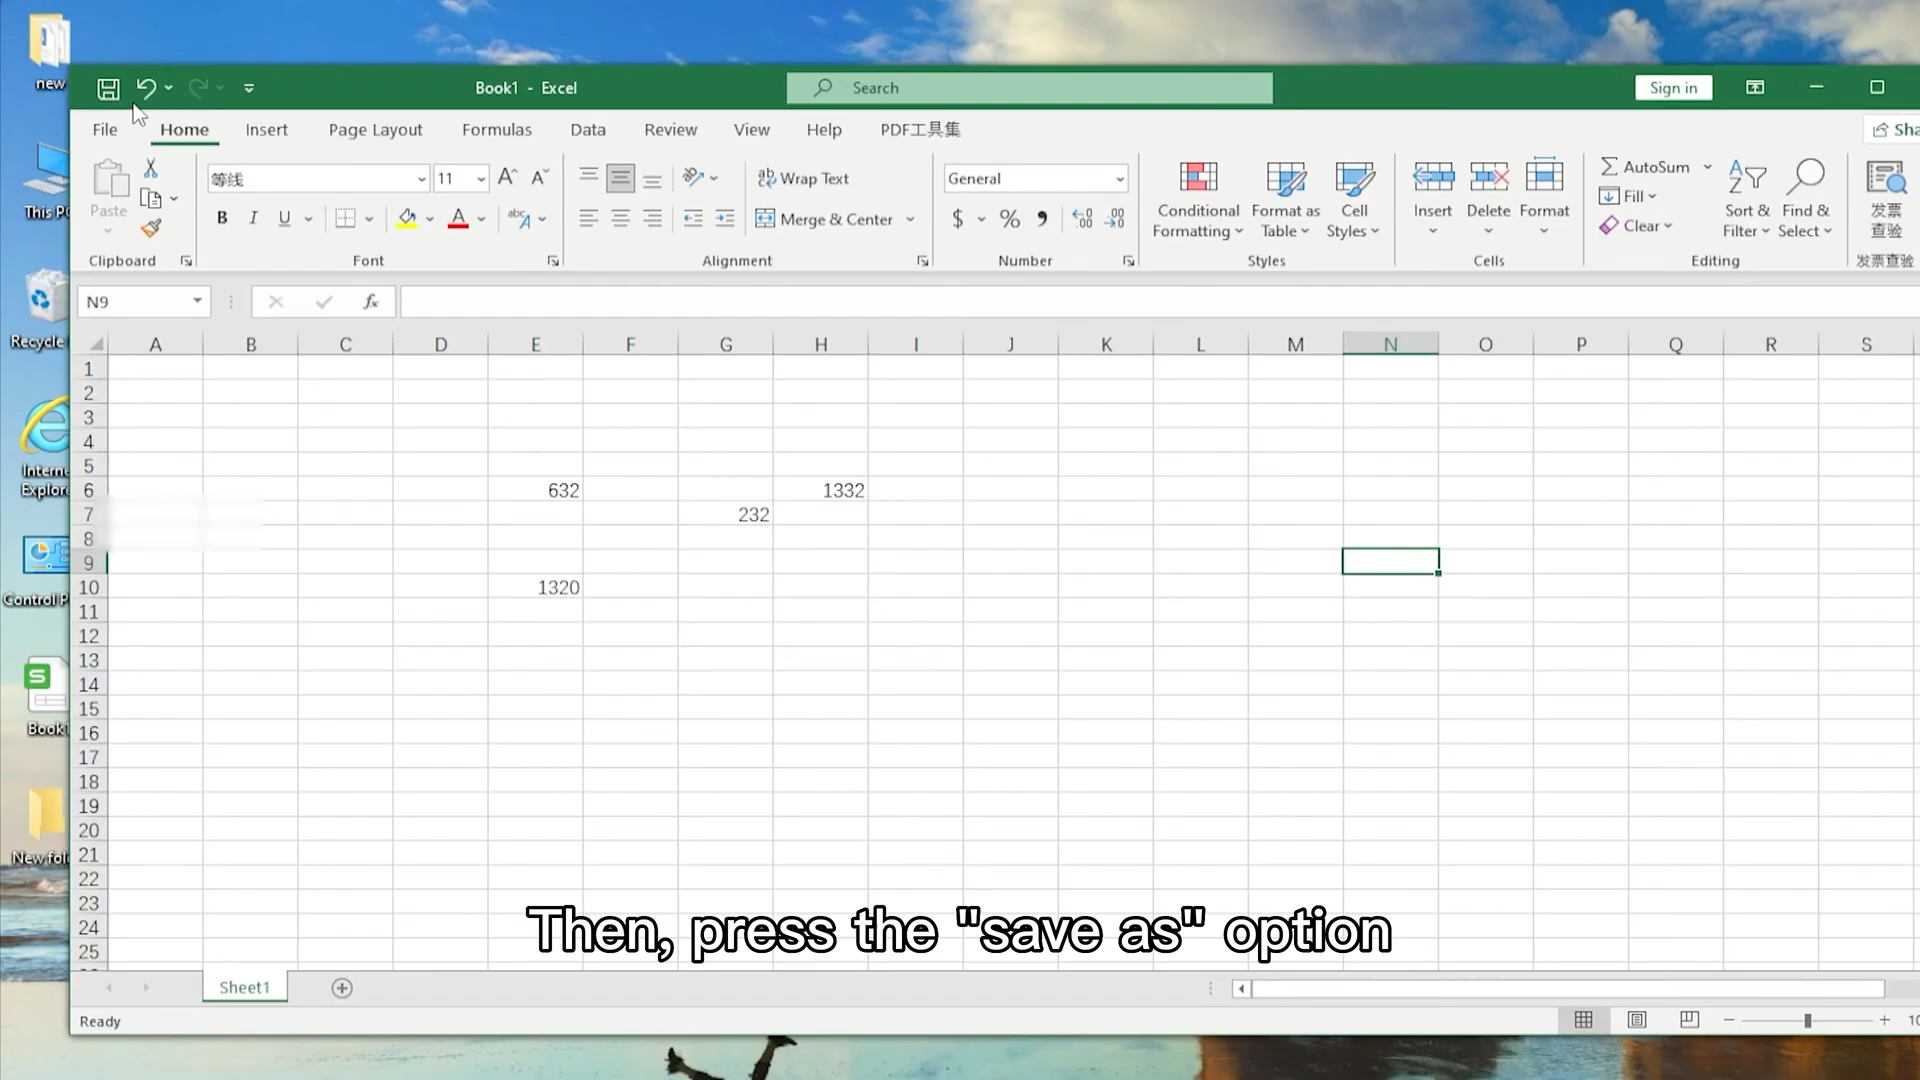 new
Book1 - Excel
Search
Sign in
File Home Insert Page Layout Formulas Data Review View Help PDF工具集
Sha
This P
Paste
等线
11
B I U
Wrap Text
Merge & Center
General
$ %
Conditional Formatting
Format as Table
Cell Styles
Insert Delete Format
AutoSum
Fill
Clear
Sort & Filter
Find & Select
发票
查验
Clipboard Font Alignment Number Styles Cells Editing 发票查验
N9
fx
Recycle
A B C D E F G H I J K L M N O P Q R S
1
2
3
4
5
Intern
Explore
6 632 1332
7 232
8
9
10 1320
Control P
11
12
13
14
15
Book1
16
17
18
19
20
21
New fol
22
23
24
25
Then, press the "save as" option
Sheet1
Ready
10